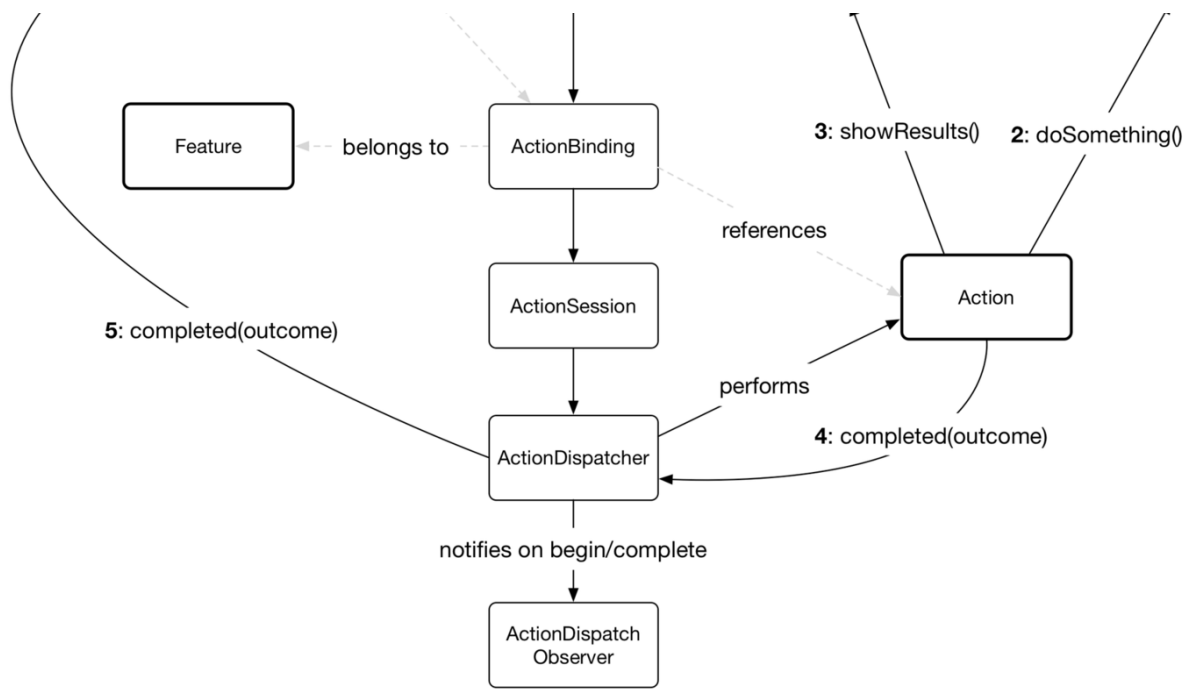 3: showResults()
2: doSomething()
Feature
belongs to
ActionBinding
references
Action
ActionSession
5: completed(outcome)
performs
4: completed(outcome)
ActionDispatcher
notifies on begin/complete
ActionDispatch
Observer